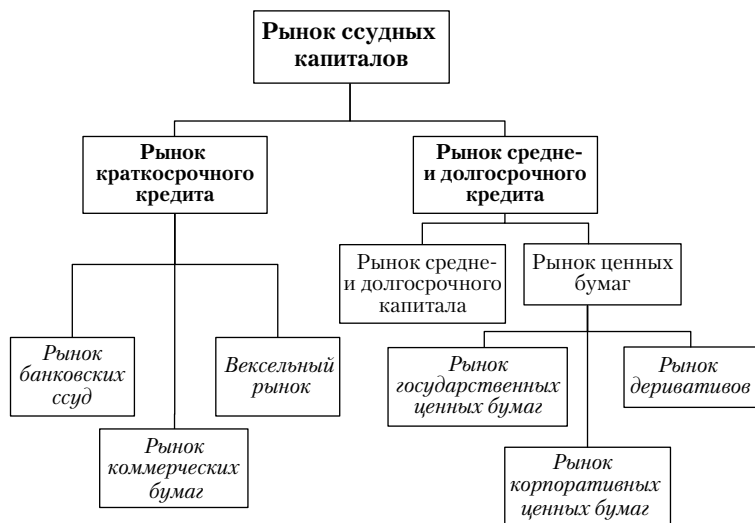 Рынок ссудных
капиталов
Рынок
краткосрочного
кредита
Рынок средне-
и долгосрочного
кредита
Рынок средне-
и долгосрочного
капитала
Рынок ценных
бумаг
Рынок
банковских
ссуд
Вексельный
рынок
Рынок
государственных
ценных бумаг
Рынок
деривативов
Рынок
коммерческих
бумаг
Рынок
корпоративных
ценных бумаг